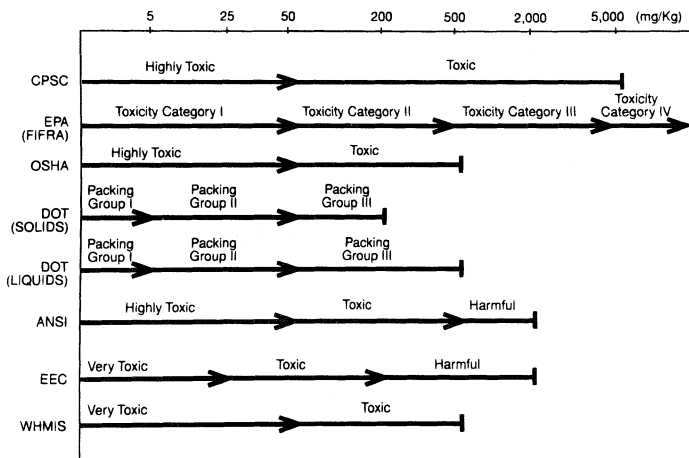 5 25 50 200 500 2,000 5,000 (mg/Kg)
Highly Toxic Toxic
CPSC
Toxicity
Toxicity Category I Toxicity Category II Toxicity Category III Category IV
EPA
(FIFRA)
Highly Toxic Toxic
OSHA
Packing Packing Packing
Group I Group II Group III
DOT
(SOLIDS)
Packing Packing Packing
Group I Group II Group III
DOT
(LIQUIDS)
Highly Toxic Toxic Harmful
ANSI
Very Toxic Toxic Harmful
EEC
Very Toxic Toxic
WHMIS